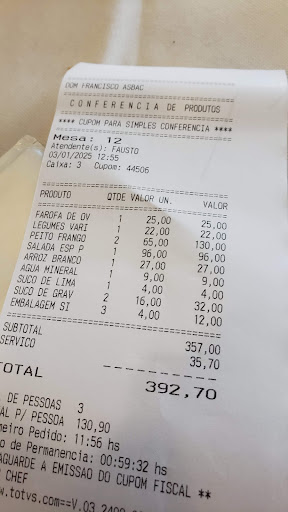 DOM FRANCISCO ASBAC
CONFERENCIA DE PRODUTOS
**** CUPOM PARA SIMPLES CONFERENCIA ****
Mesa: 12
Atendente(s): FAUSTO
03/01/2025 12:55
Caixa: 3 Cupom: 44506
PRODUTO QTDE VALOR UN. VALOR
FAROFA DE OV 1 25,00 25,00
LEGUMES VARI 1 22,00 22,00
PEITO FRANGO 2 65,00 130,00
SALADA ESP P 1 96,00 96,00
ARROZ BRANCO 1 27,00 27,00
AGUA MINERAL 1 9,00 9,00
SUCO DE LIMA 1 4,00 4,00
SUCO DE GRAV 2 16,00 32,00
EMBALAGEM SI 3 4,00 12,00
SUBTOTAL 357,00
SERVICO 35,70
TOTAL 392,70
. DE PESSOAS 3
AL P/ PESSOA 130,90
meiro Pedido: 11:56 hs
o de Permanencia: 00:59:32 hs
AGUARDE A EMISSAO DO CUPOM FISCAL **
CHEF
w.totvs.com==V.03.2409